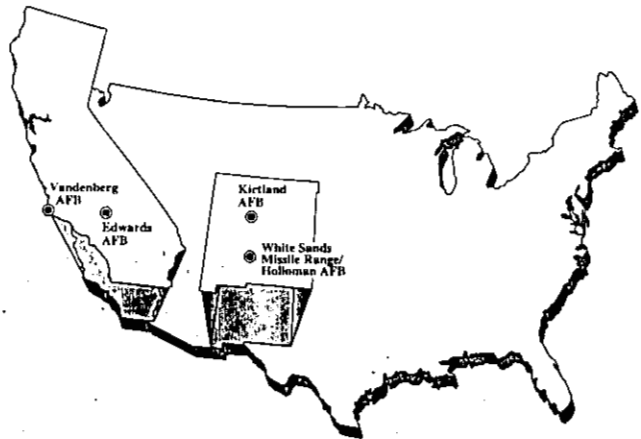 Vandenberg
AFB
Edwards
AFB
Kirtland
AFB
White Sands
Missile Range/
Holloman AFB